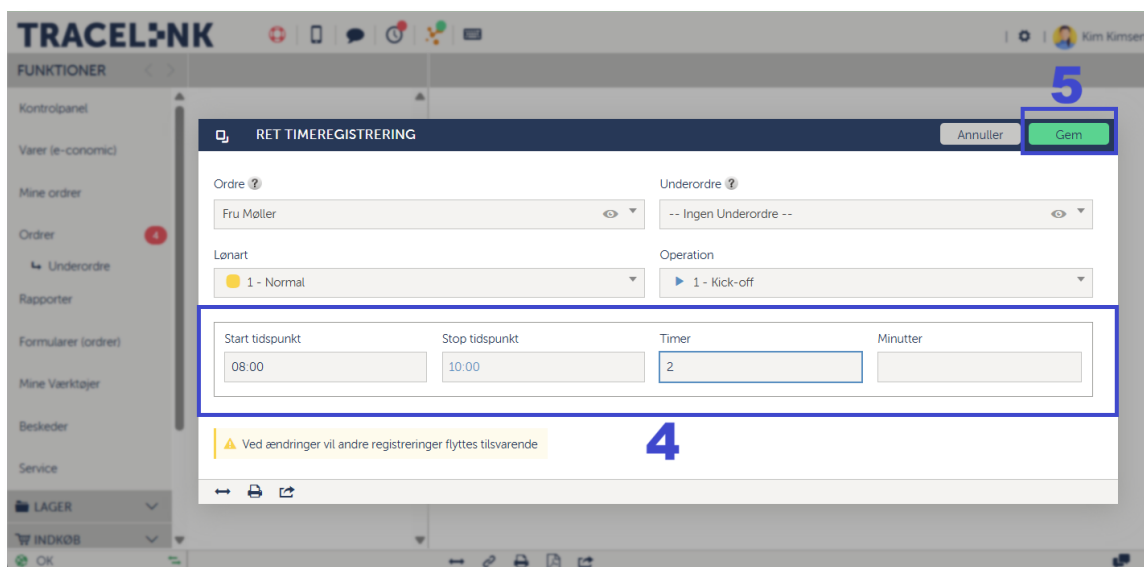 TRACELINK
Kim Kimsen
FUNKTIONER
5
Kontrolpanel
RET TIMEREGISTRERING
Annuller
Gem
Varer (e-conomic)
Ordre ?
Underordre ?
Mine ordrer
Fru Møller
-- Ingen Underordre --
Ordrer
4
Lønart
Operation
Underordre
1 - Normal
1 - Kick-off
Rapporter
Start tidspunkt
Stop tidspunkt
Timer
Minutter
Formularer (ordrer)
08:00
10:00
2
Mine Værktøjer
Beskeder
Ved ændringer vil andre registreringer flyttes tilsvarende
4
Service
LAGER
INDKØB
OK